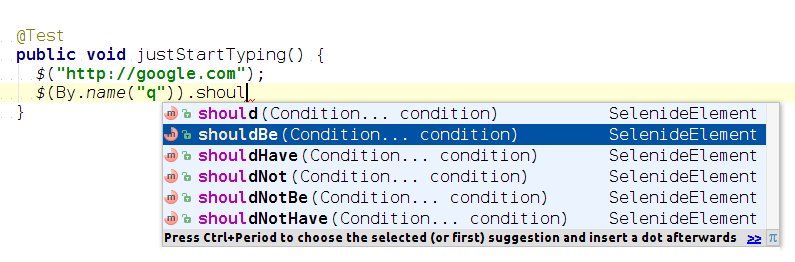 @Test
public void justStartTyping() {
$("http://google.com");
$(By.name("q")).shoul
}
should(Condition... condition) SelenideElement
shouldBe(Condition... condition) SelenideElement
shouldHave(Condition... condition) SelenideElement
shouldNot(Condition... condition) SelenideElement
shouldNotBe(Condition... condition) SelenideElement
shouldNotHave(Condition... condition) SelenideElement
Press Ctrl+Period to choose the selected (or first) suggestion and insert a dot afterwards >> π